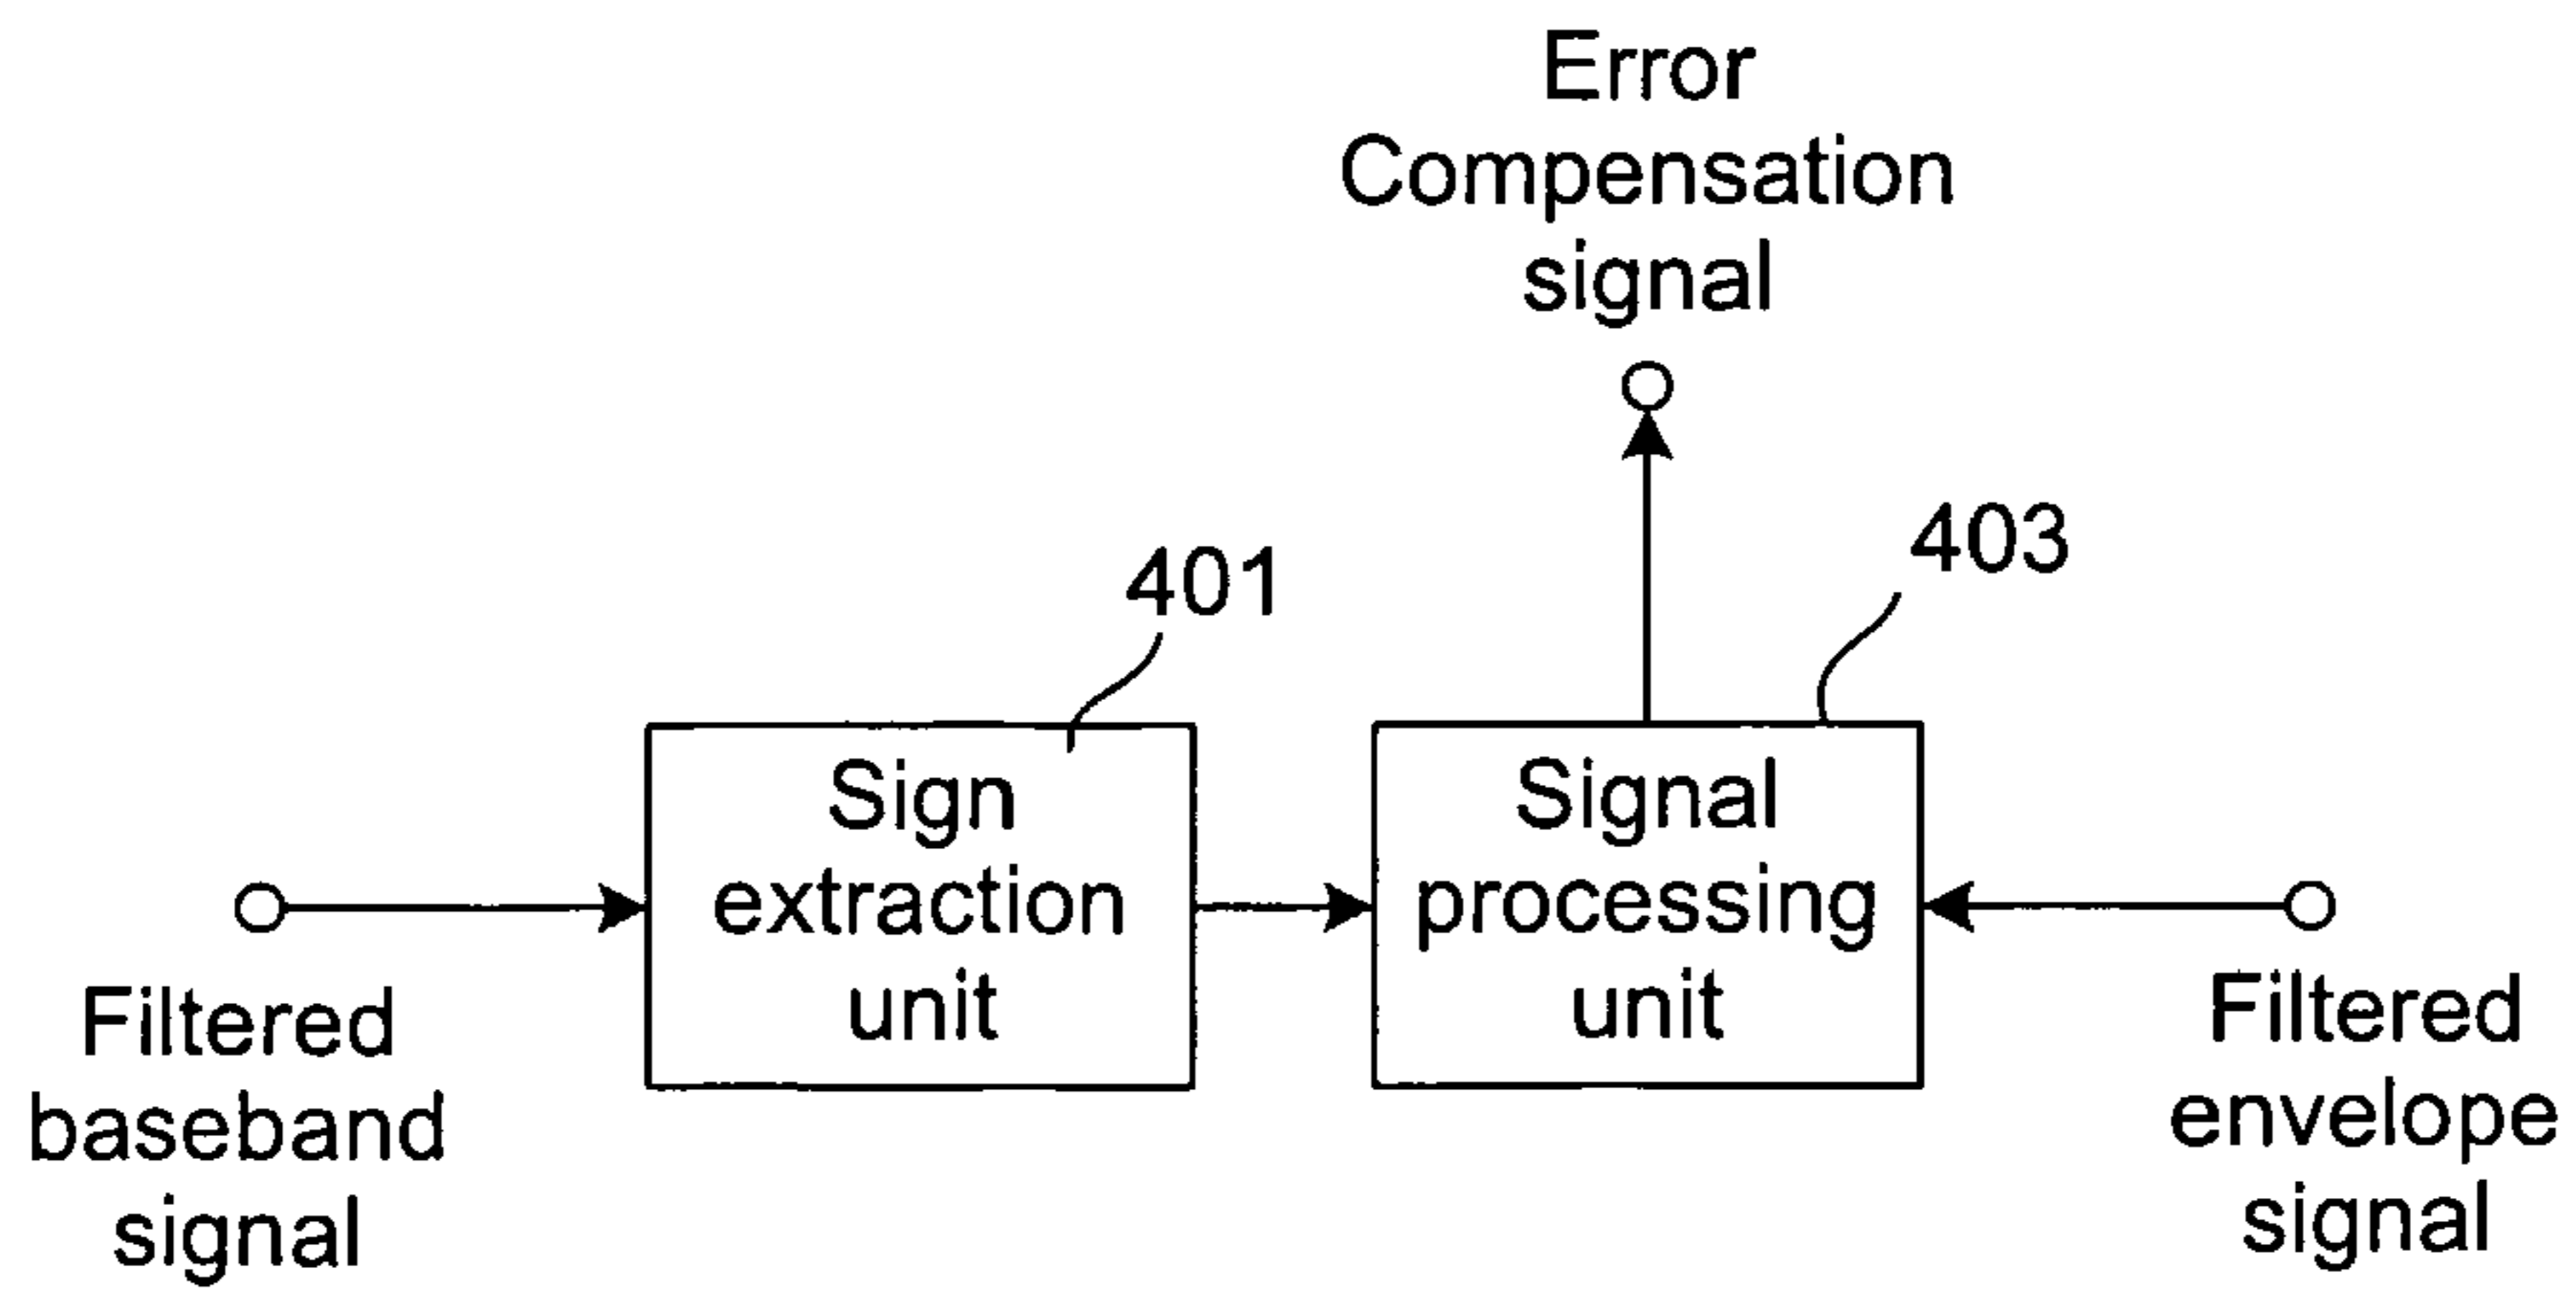 Error
Compensation
signal
403
401
Sign
extraction
unit
Signal
processing
unit
Filtered
baseband
signal
Filtered
envelope
signal